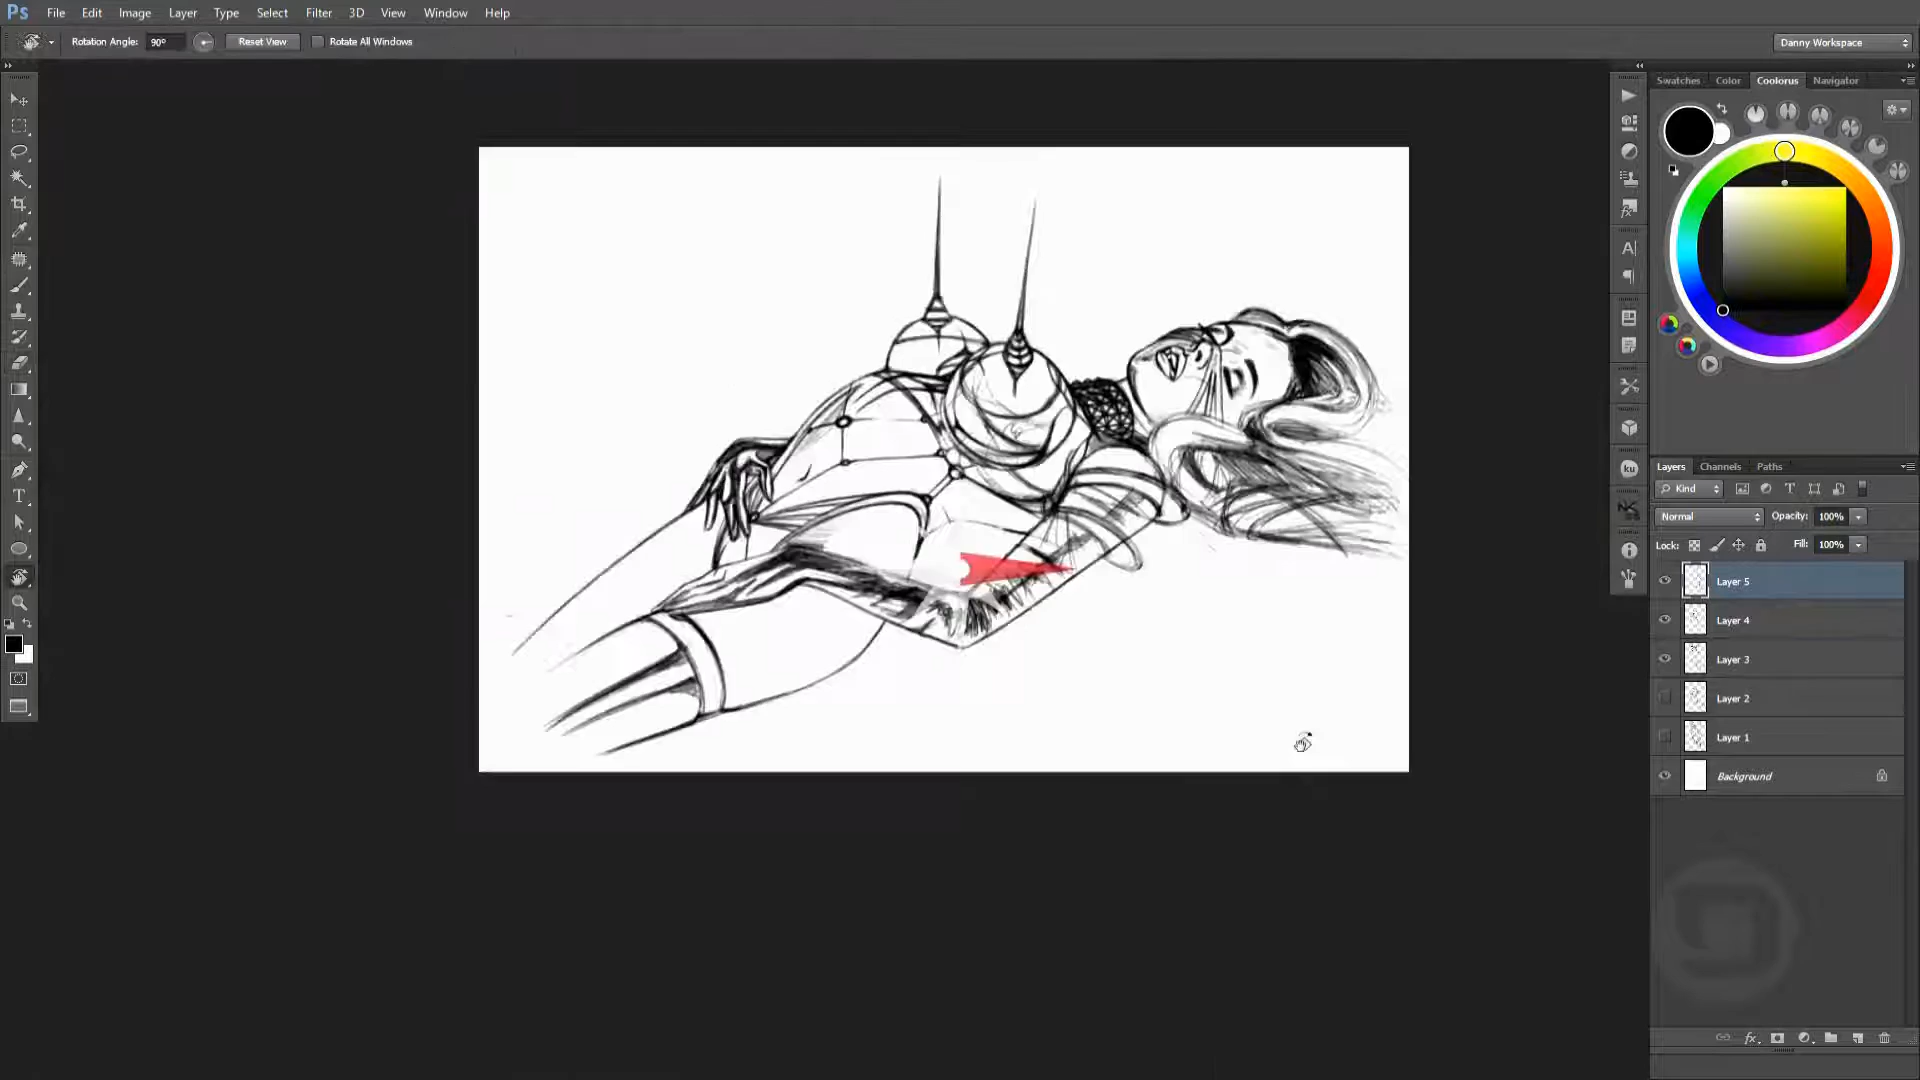 Ps File Edit Image Layer Type Select Filter 3D View Window Help
Rotation Angle: 90° Reset View Rotate All Windows Danny Workspace
Swatches Color Coolorus Navigator
Layers Channels Paths
Kind
Normal Opacity: 100%
Lock: Fill: 100%
Layer 5
Layer 4
Layer 3
Layer 2
Layer 1
Background
ku
fx